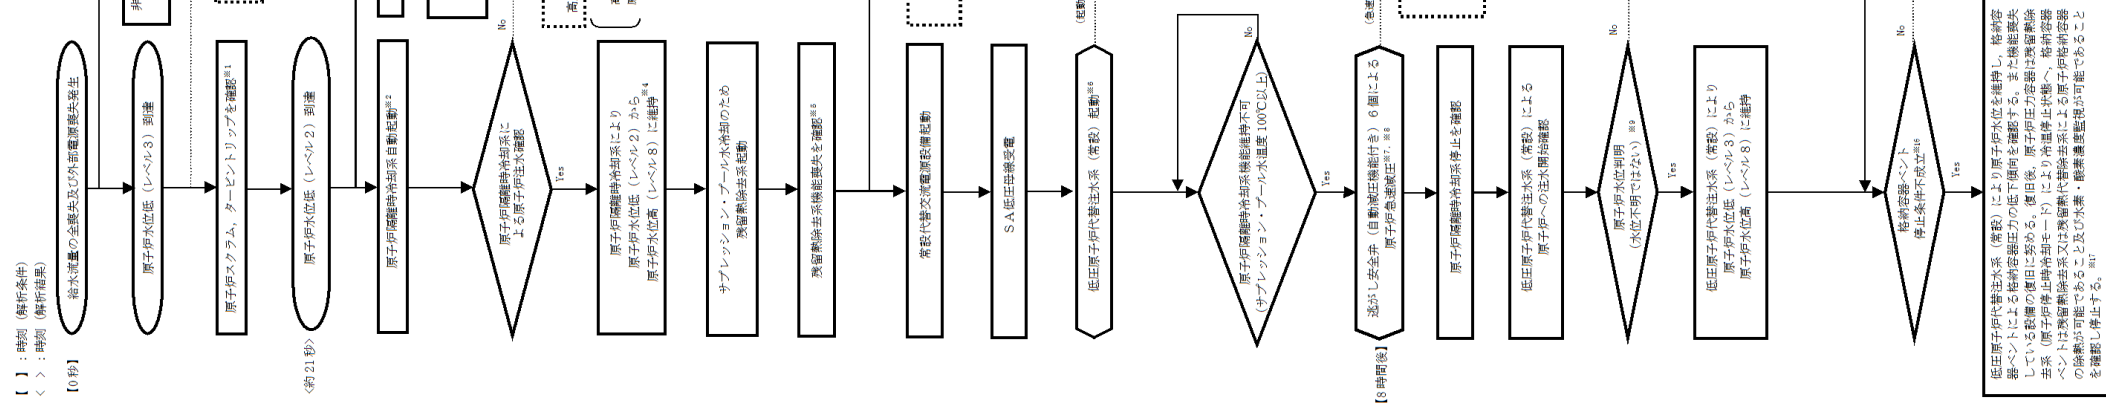 【 】：時刻（解析条件）
< >：時刻（解析結果）
【0秒】
給水流量の全喪失及び外部電源喪失発生
原子炉水位低（レベル3）到達
原子炉スクラム，タービントリップを確認※1
<約21秒>
原子炉水位低（レベル2）到達
原子炉隔離時冷却系自動起動※2
原子炉隔離時冷却系に
よる原子炉注水確認
No
Yes
原子炉隔離時冷却系により
原子炉水位低（レベル2）から
原子炉水位高（レベル8）に維持※4
サプレッション・プール水冷却のため
残留熱除去系起動
残留熱除去系機能喪失を確認※5
常設代替交流電源設備起動
ＳＡ低圧母線受電
低圧原子炉代替注水系（常設）起動※6
原子炉隔離時冷却系機能維持不可
（サプレッション・プール水温度100℃以上）
No
Yes
【8時間後】
逃がし安全弁（自動減圧機能付き）6個による
原子炉急速減圧※7，※8
原子炉隔離時冷却系停止を確認
低圧原子炉代替注水系（常設）による
原子炉への注水開始確認
原子炉水位判明
（水位不明ではない）※9
No
Yes
低圧原子炉代替注水系（常設）により
原子炉水位低（レベル3）から
原子炉水位高（レベル8）に維持
格納容器ベント
停止条件不成立※16
No
Yes
低圧原子炉代替注水系（常設）により原子炉水位を維持し，格納容
器ベントによる格納容器圧力の低下傾向を確認する。また機能喪失
している設備の復旧に努める。復旧後，原子炉圧力容器は残留熱除
去系（原子炉停止時冷却モード）により冷温停止状態へ，格納容器
ベントは残留熱除去系又は残留熱代替除去系による原子炉格納容器
の除熱が可能であること及び水素・酸素濃度監視が可能であること
を確認し停止する。※17
非
高
（起動
（急速